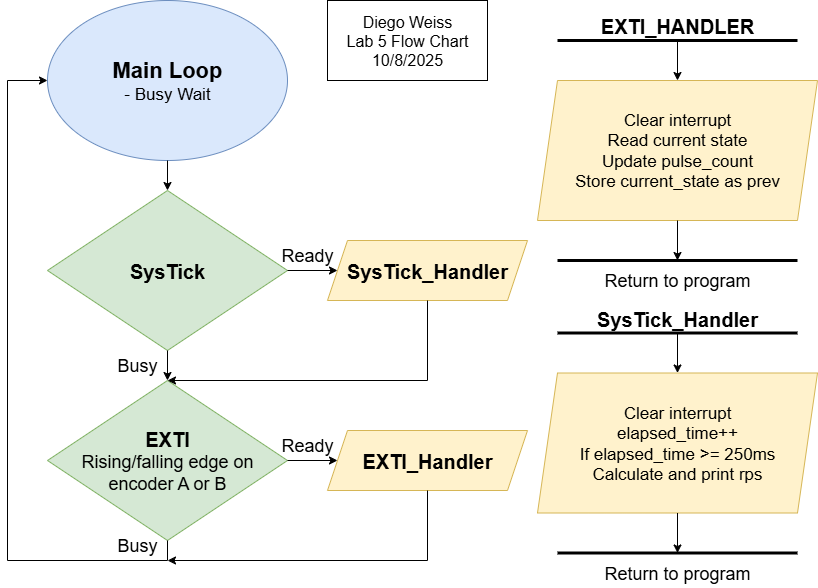 Diego Weiss
Lab 5 Flow Chart
10/8/2025
Main Loop
- Busy Wait
SysTick
Ready
SysTick_Handler
Busy
EXTI
Rising/falling edge on
encoder A or B
Ready
EXTI_Handler
Busy
EXTI_HANDLER
Clear interrupt
Read current state
Update pulse_count
Store current_state as prev
Return to program
SysTick_Handler
Clear interrupt
elapsed_time++
If elapsed_time >= 250ms
Calculate and print rps
Return to program